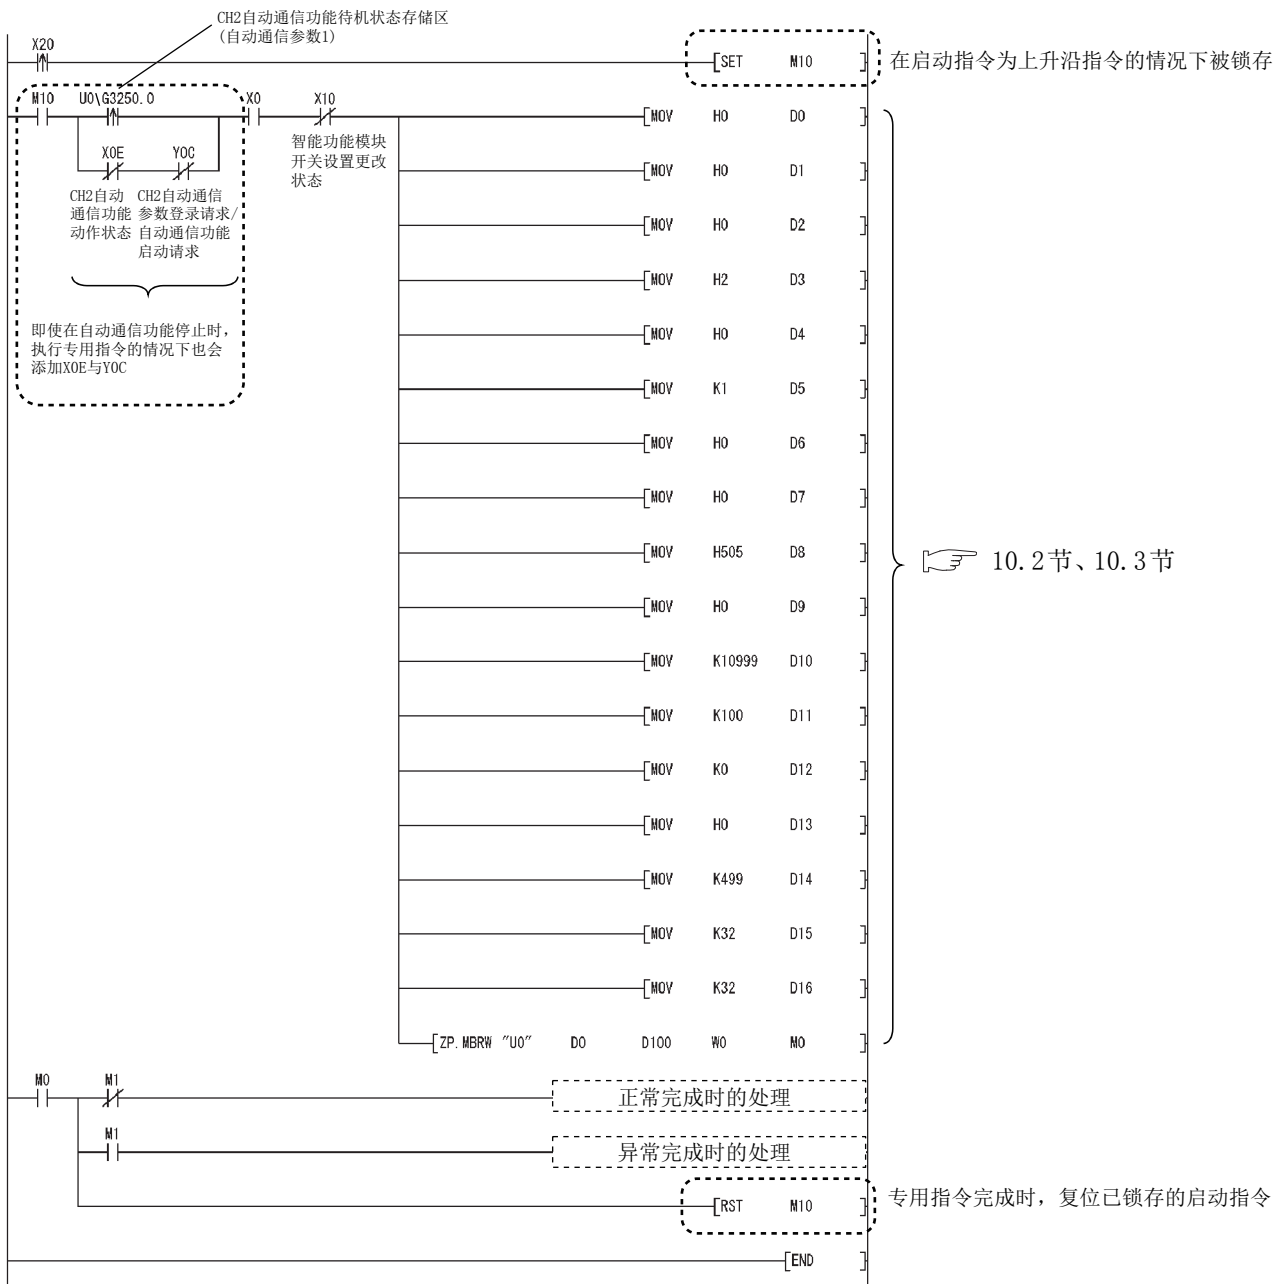 CH2自动通信功能待机状态存储区
(自动通信参数1)
X20
[SET M10 ]
在启动指令为上升沿指令的情况下被锁存
M10 U0\G3250.0 X0 X10
[MOV H0 D0 ]
智能功能模块
开关设置更改
状态
X0E Y0C
[MOV H0 D1 ]
CH2自动
通信功能
动作状态
CH2自动通信
参数登录请求/
自动通信功能
启动请求
[MOV H0 D2 ]
[MOV H2 D3 ]
即使在自动通信功能停止时，
执行专用指令的情况下也会
添加X0E与Y0C
[MOV H0 D4 ]
[MOV K1 D5 ]
[MOV H0 D6 ]
[MOV H0 D7 ]
[MOV H505 D8 ]
10.2节、10.3节
[MOV H0 D9 ]
[MOV K10999 D10 ]
[MOV K100 D11 ]
[MOV K0 D12 ]
[MOV H0 D13 ]
[MOV K499 D14 ]
[MOV K32 D15 ]
[MOV K32 D16 ]
[ZP.MBRW "U0" D0 D100 W0 M0 ]
M0 M1
正常完成时的处理
M1
异常完成时的处理
[RST M10 ]
专用指令完成时，复位已锁存的启动指令
[END ]